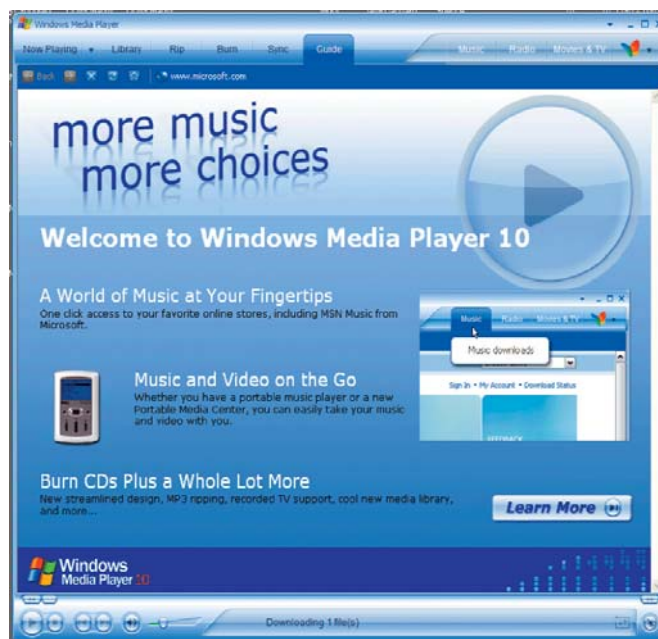 Windows Media Player
Now Playing Library Rip Burn Sync Guide Music Radio Movies & TV
Back www.microsoft.com
more music
more choices
Welcome to Windows Media Player 10
A World of Music at Your Fingertips
One click access to your favorite online stores, including MSN Music from
Microsoft.
Music Radio Movies & TV
Music downloads
Sign In • My Account • Download Status
FEEDBACK
Music and Video on the Go
Whether you have a portable music player or a new
Portable Media Center, you can easily take your music
and video with you.
Burn CDs Plus a Whole Lot More
New streamlined design, MP3 ripping, recorded TV support, cool new media library,
and more...
Learn More
Windows
Media Player 10
Downloading 1 file(s)